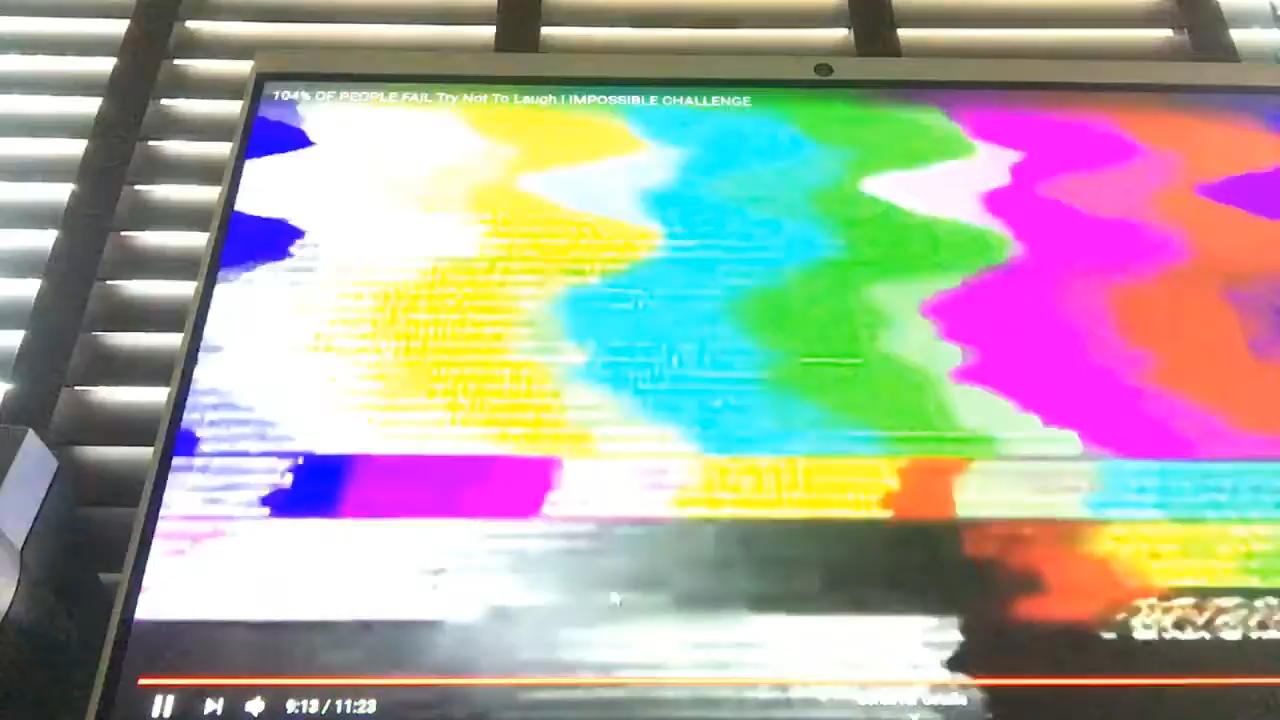 104% OF PEOPLE FAIL Try Not To Laugh | IMPOSSIBLE CHALLENGE
9:13 / 11:23